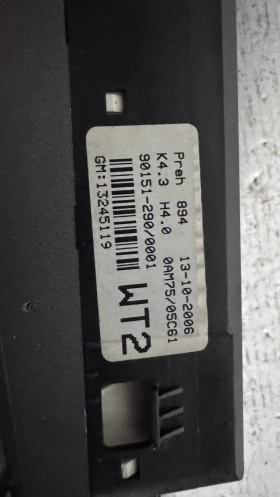 Preh 894 13-10-2006
K4.3 H4.0 0AM75/05C61
90151-290/0001
WT2
GM:13245119